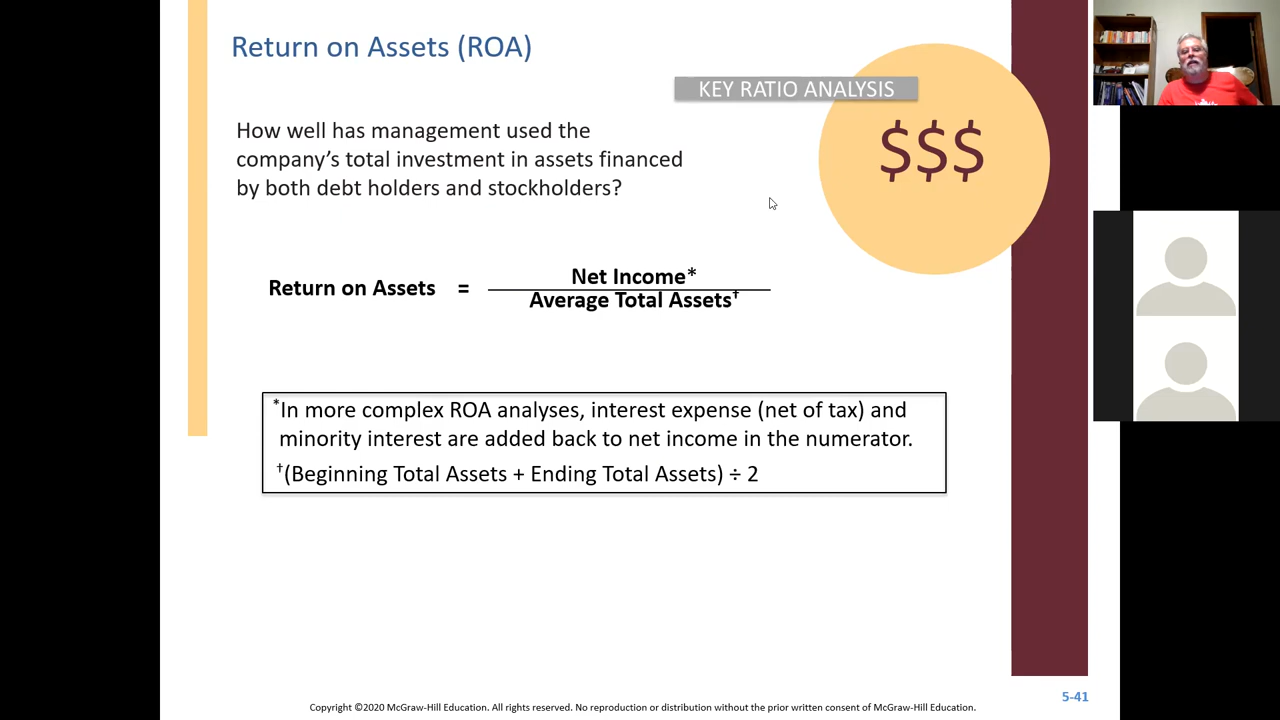 Return on Assets (ROA)
KEY RATIO ANALYSIS
$$$
How well has management used the
company's total investment in assets financed
by both debt holders and stockholders?
Return on Assets = Net Income*
Average Total Assets†
*In more complex ROA analyses, interest expense (net of tax) and
minority interest are added back to net income in the numerator.
†(Beginning Total Assets + Ending Total Assets) ÷ 2
5-41
Copyright ©2020 McGraw-Hill Education. All rights reserved. No reproduction or distribution without the prior written consent of McGraw-Hill Education.